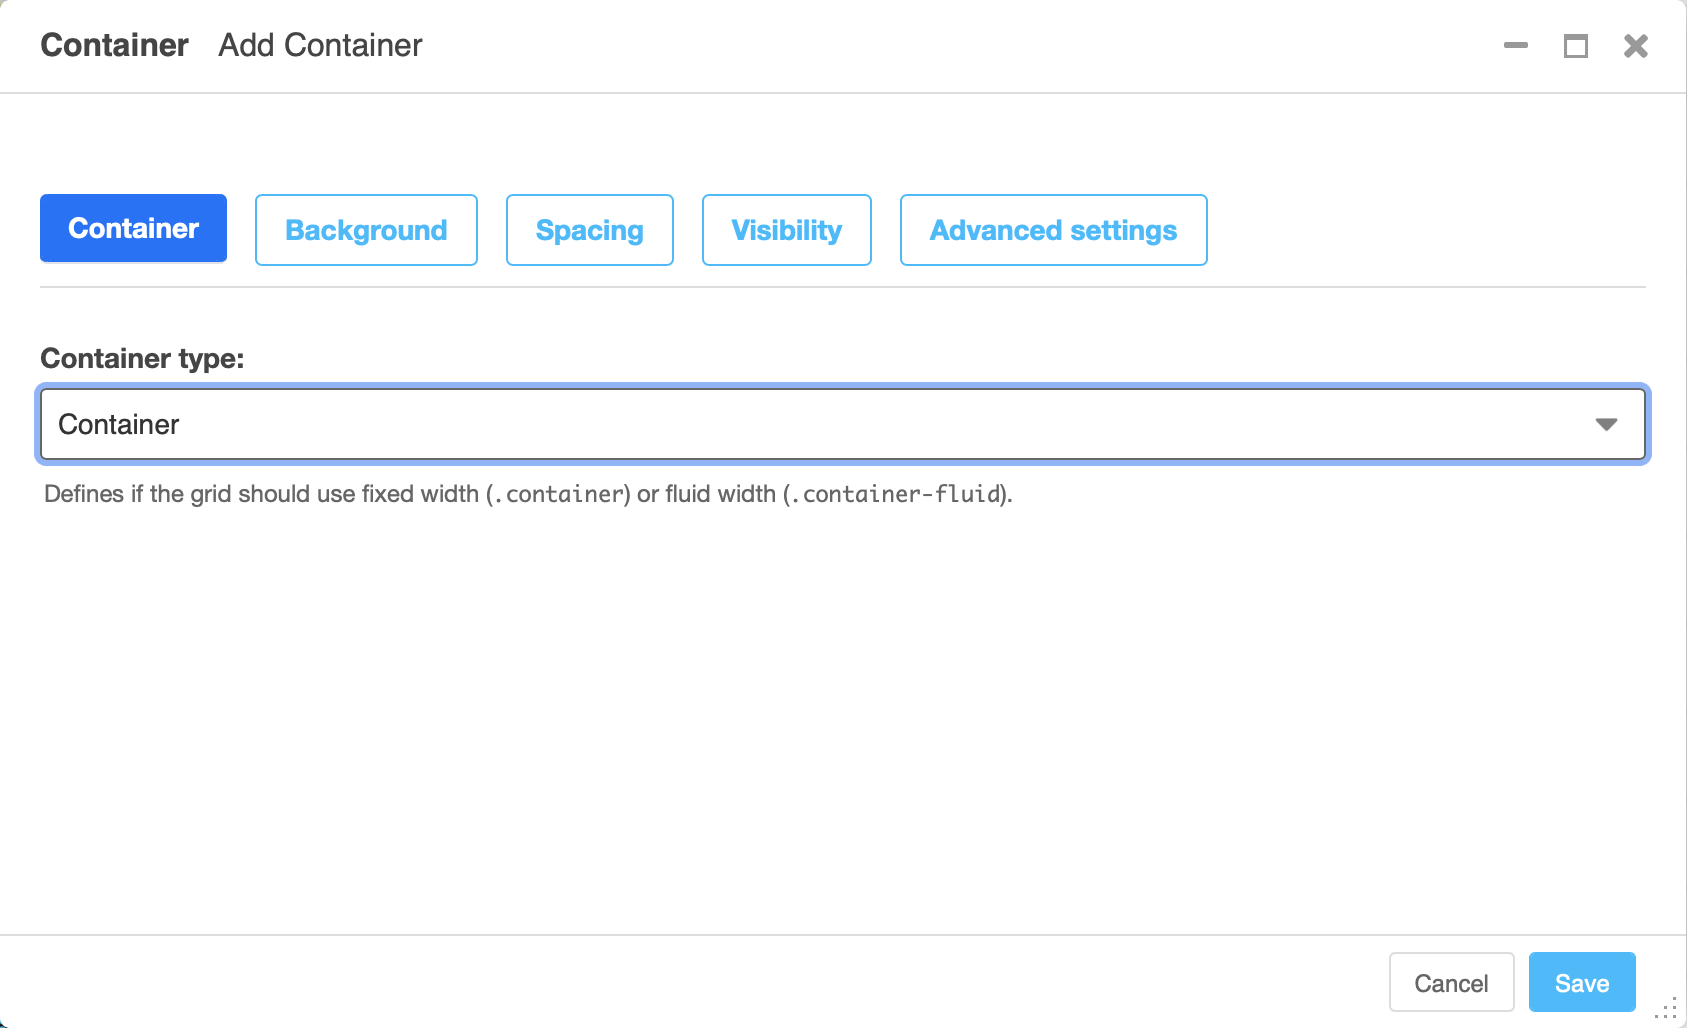 Container Add Container
Container Background Spacing Visibility Advanced settings
Container type:
Container
Defines if the grid should use fixed width (.container) or fluid width (.container-fluid).
Cancel Save